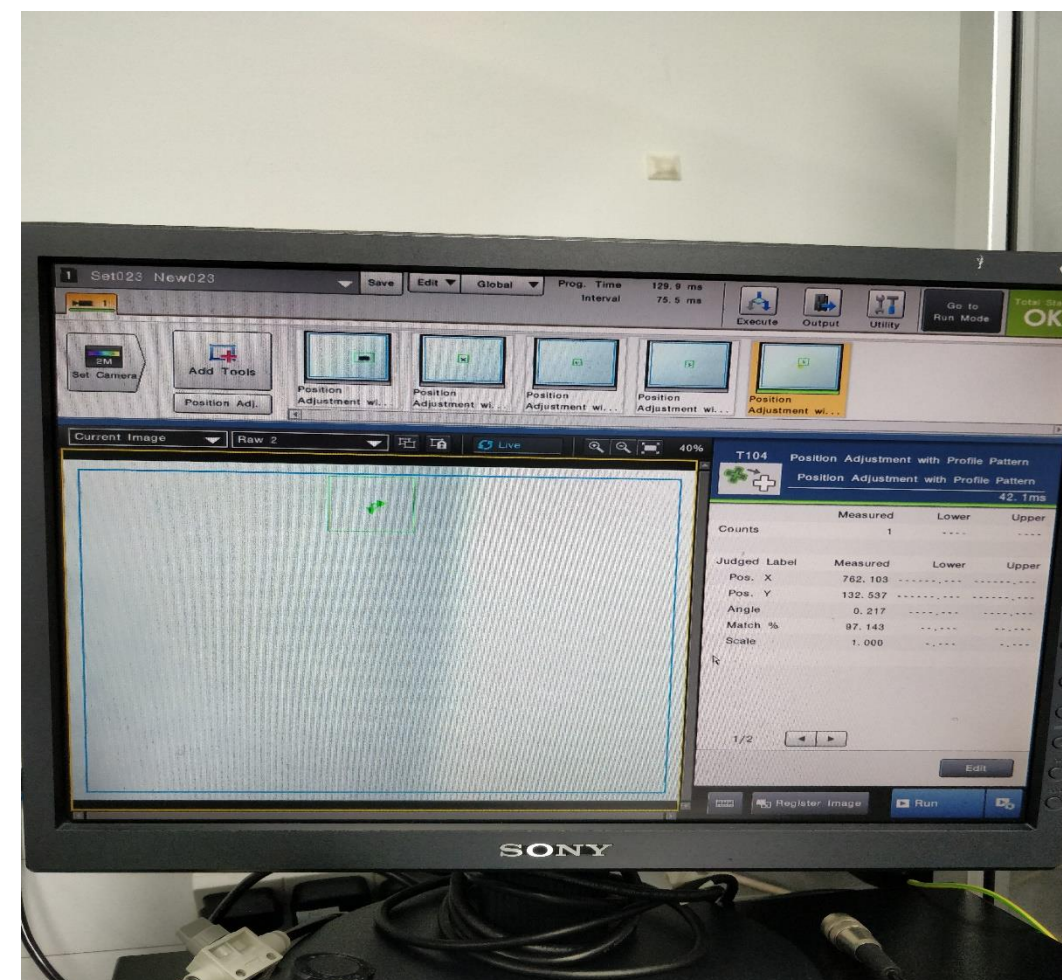 1 Set023 New023
Save
Edit
Global
Prog. Time 129.9 ms
Interval 75.5 ms
Execute
Output
Utility
Go to
Run Mode
Total
OK
1
2M
Set Camera
Add Tools
Position Adj.
Position
Adjustment wi...
Position
Adjustment wi...
Position
Adjustment wi...
Position
Adjustment wi...
Position
Adjustment wi...
Current Image
Raw 2
Live
40%
T104 Position Adjustment with Profile Pattern
Position Adjustment with Profile Pattern
42.1ms
Measured Lower Upper
Counts 1 ---- ----
Judged Label Measured Lower Upper
Pos. X 762.103 ------.--- ------.---
Pos. Y 132.537 ------.--- ------.---
Angle 0.217 ----.--- ----.---
Match % 97.143 --.--- --.---
Scale 1.000 -.--- -.---
1/2
Edit
Register Image
Run
SONY